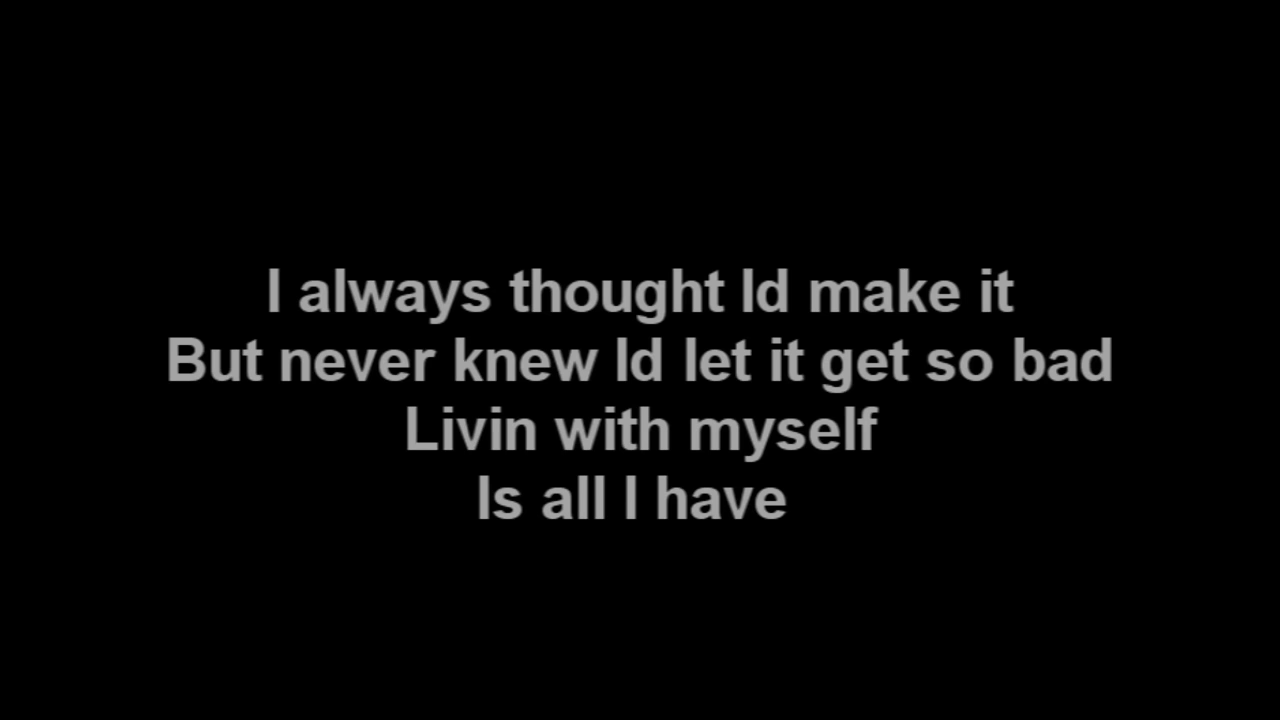 I always thought Id make it
But never knew Id let it get so bad
Livin with myself
Is all I have